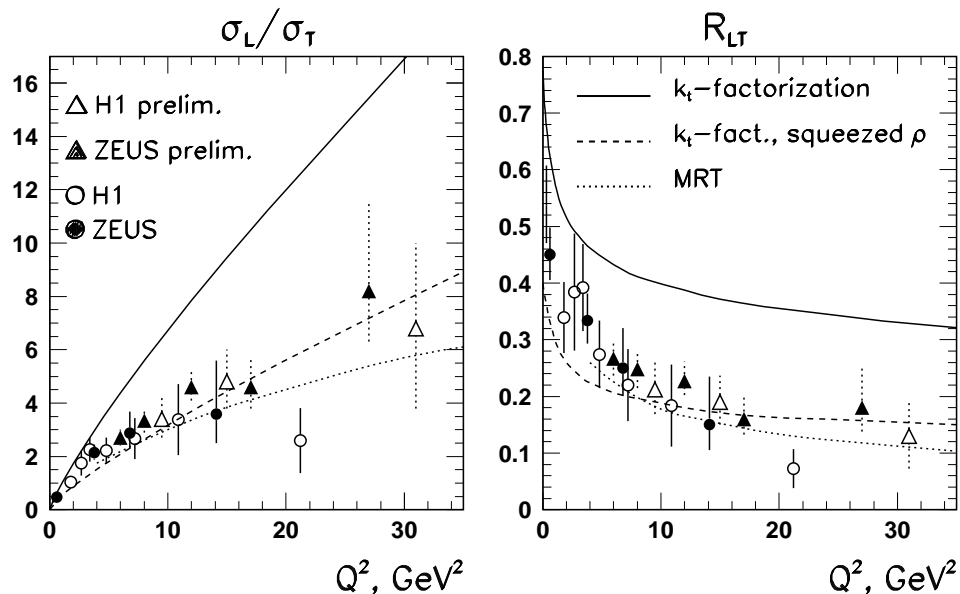 σL/σT
16
14
12
10
8
6
4
2
0
0 10 20 30
Q², GeV²
H1 prelim.
ZEUS prelim.
H1
ZEUS
RLT
0.8
0.7
0.6
0.5
0.4
0.3
0.2
0.1
0
0 10 20 30
Q², GeV²
kt−factorization
kt−fact., squeezed ρ
MRT